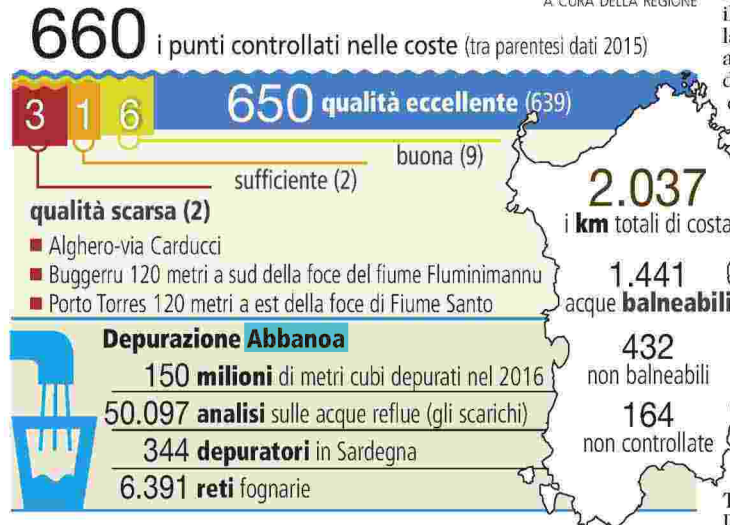 A CURA DELLA REGIONE
660 i punti controllati nelle coste (tra parentesi dati 2015)
3 1 6 650 qualità eccellente (639)
buona (9)
sufficiente (2)
qualità scarsa (2)
Alghero-via Carducci
Buggerru 120 metri a sud della foce del fiume Fluminimannu
Porto Torres 120 metri a est della foce di Fiume Santo
2.037
i km totali di costa
1.441
acque balneabili
432
non balneabili
164
non controllate
Depurazione Abbanoa
150 milioni di metri cubi depurati nel 2016
50.097 analisi sulle acque reflue (gli scarichi)
344 depuratori in Sardegna
6.391 reti fognarie